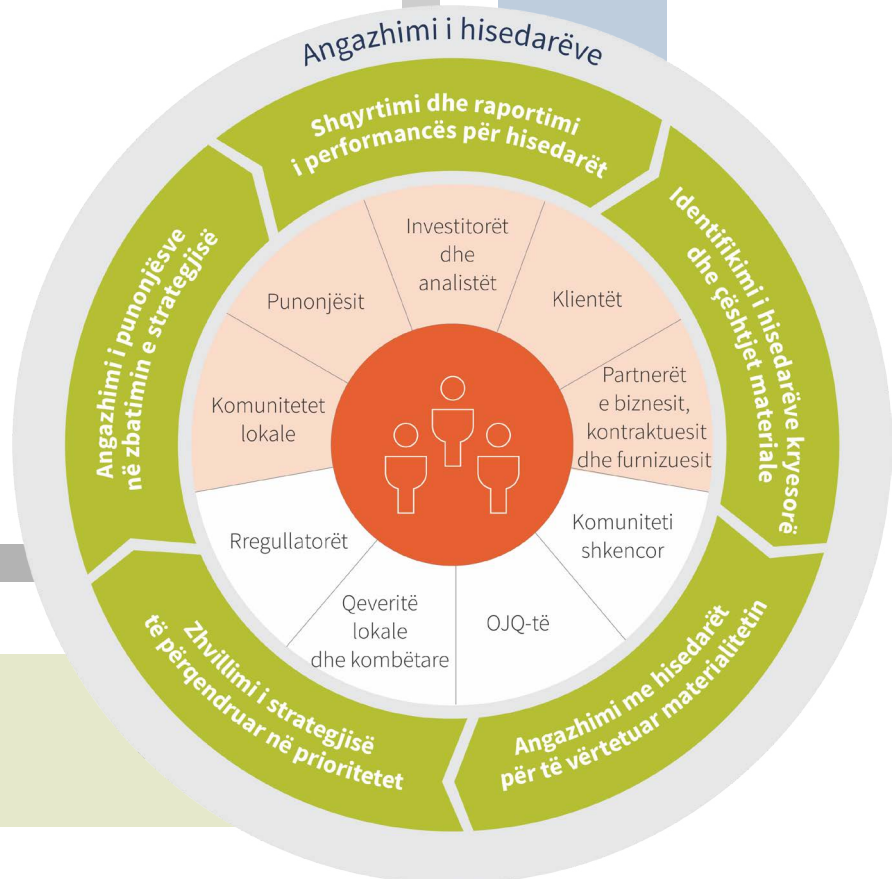 Angazhimi i hisedarëve
Shqyrtimi dhe raportimi
i performancës për hisedarët
Identifikimi i hisedarëve kryesorë
dhe çështjet materiale
Angazhimi me hisedarët
për të vërtetuar materialitetin
Zhvillimi i strategjisë
të përqendruar në prioritetet
Angazhimi i punonjësve
në zbatimin e strategjisë
Investitorët
dhe
analistët
Klientët
Partnerët
e biznesit,
kontraktuesit
dhe furnizuesit
Komuniteti
shkencor
OJQ-të
Qeveritë
lokale
dhe kombëtare
Rregullatorët
Komunitetet
lokale
Punonjësit